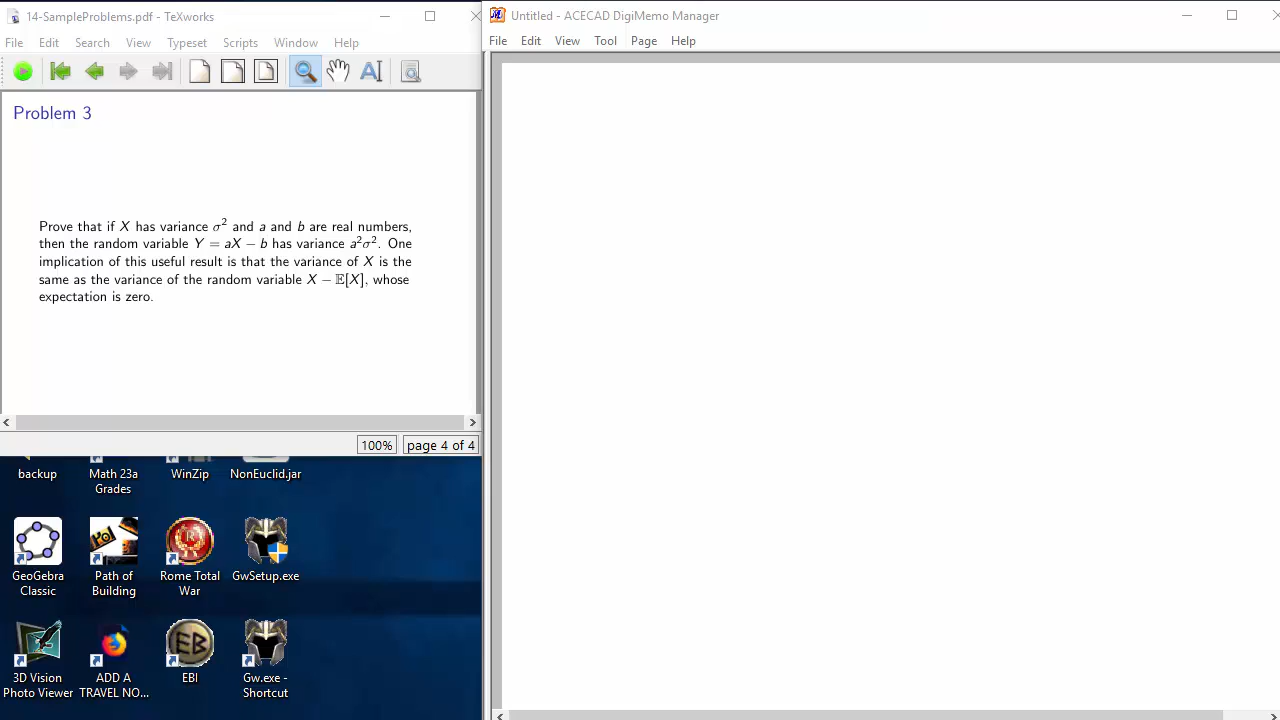 14-SampleProblems.pdf - TeXworks
File Edit Search View Typeset Scripts Window Help
Problem 3
Prove that if X has variance σ² and a and b are real numbers,
then the random variable Y = aX − b has variance a²σ². One
implication of this useful result is that the variance of X is the
same as the variance of the random variable X − 𝔼[X], whose
expectation is zero.
100% page 4 of 4
backup
Math 23a
Grades
WinZip
NonEuclid.jar
GeoGebra
Classic
Path of
Building
Rome Total
War
GwSetup.exe
3D Vision
Photo Viewer
ADD A
TRAVEL NO...
EBI
Gw.exe -
Shortcut
Untitled - ACECAD DigiMemo Manager
File Edit View Tool Page Help